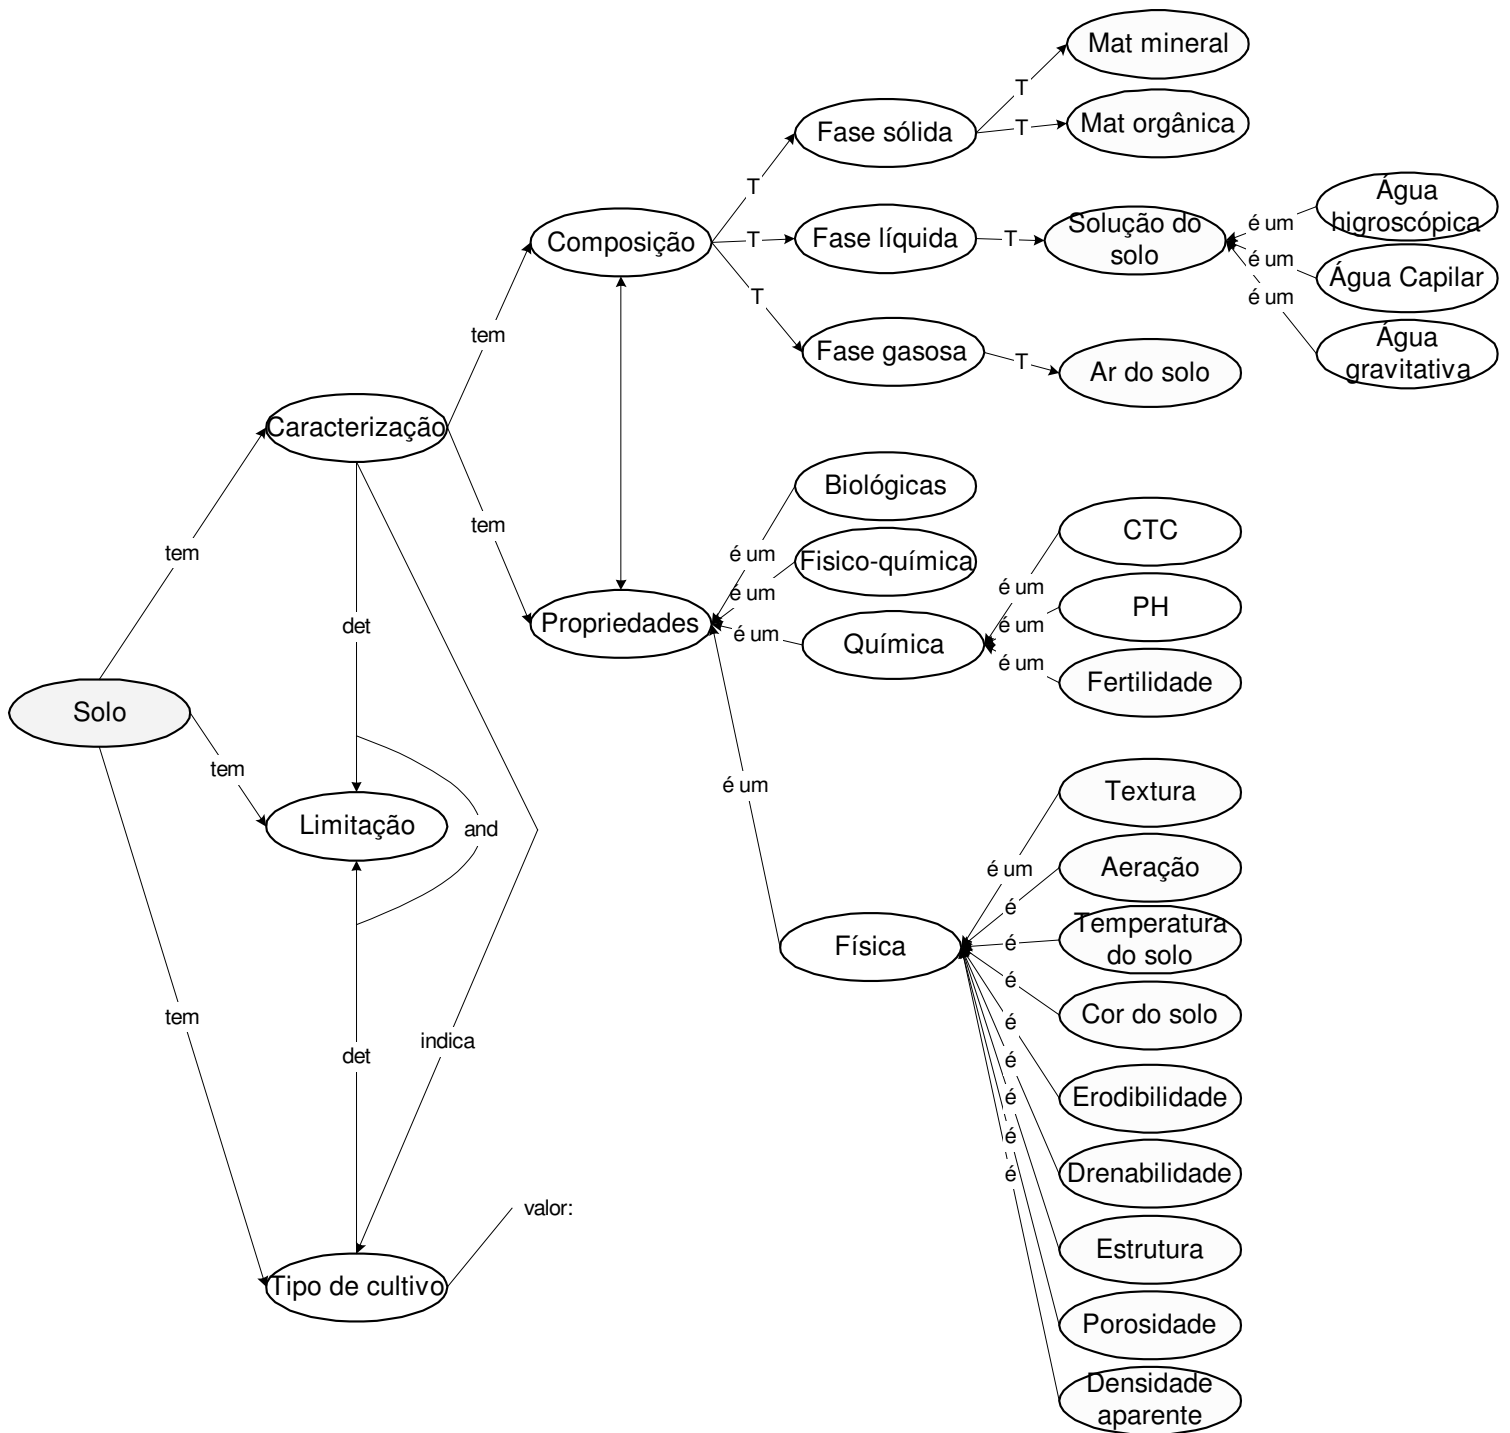 Mat mineral
T
Fase sólida
T
Mat orgânica
T
Água
higroscópica
Composição
T
Fase líquida
T
Solução do
solo
é um
é um
Água Capilar
é um
T
tem
Fase gasosa
T
Ar do solo
Água
gravitativa
Caracterização
Biológicas
tem
tem
é um
Fisico-química
CTC
é um
é um
PH
det
Propriedades
é um
Química
é um
é um
Fertilidade
Solo
tem
é um
Textura
Limitação
and
é um
Aeração
é
Física
é
Temperatura
do solo
é
Cor do solo
tem
é
det
indica
é
é
Erodibilidade
é
é
Drenabilidade
valor:
Estrutura
Tipo de cultivo
Porosidade
Densidade
aparente